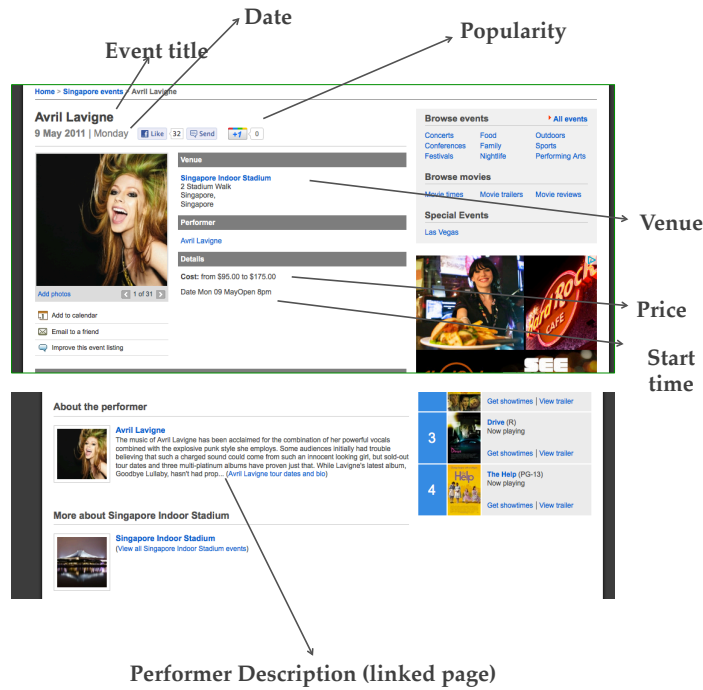 Date
Popularity
Event title
Home > Singapore events > Avril Lavigne
Avril Lavigne
9 May 2011 | Monday
Like 32 Send +1 0
Venue
Singapore Indoor Stadium
2 Stadium Walk
Singapore,
Singapore
Performer
Avril Lavigne
Details
Cost: from $95.00 to $175.00
Date Mon 09 MayOpen 8pm
Add photos
1 of 31
Add to calendar
Email to a friend
Improve this event listing
Browse events
All events
Concerts Food Outdoors
Conferences Family Sports
Festivals Nightlife Performing Arts
Browse movies
Movie times Movie trailers Movie reviews
Special Events
Las Vegas
Hard Rock
CAFE
SEE
Venue
Price
Start
time
About the performer
Avril Lavigne
The music of Avril Lavigne has been acclaimed for the combination of her powerful vocals
combined with the explosive punk style she employs. Some audiences initially had trouble
believing that such a charged sound could come from such an innocent looking girl, but sold-out
tour dates and three multi-platinum albums have proven just that. While Lavigne's latest album,
Goodbye Lullaby, hasn't had prop... (Avril Lavigne tour dates and bio)
More about Singapore Indoor Stadium
Singapore Indoor Stadium
(View all Singapore Indoor Stadium events)
Get showtimes | View trailer
3
Drive (R)
Now playing
Get showtimes | View trailer
4
Help
The Help (PG-13)
Now playing
Get showtimes | View trailer
Performer Description (linked page)